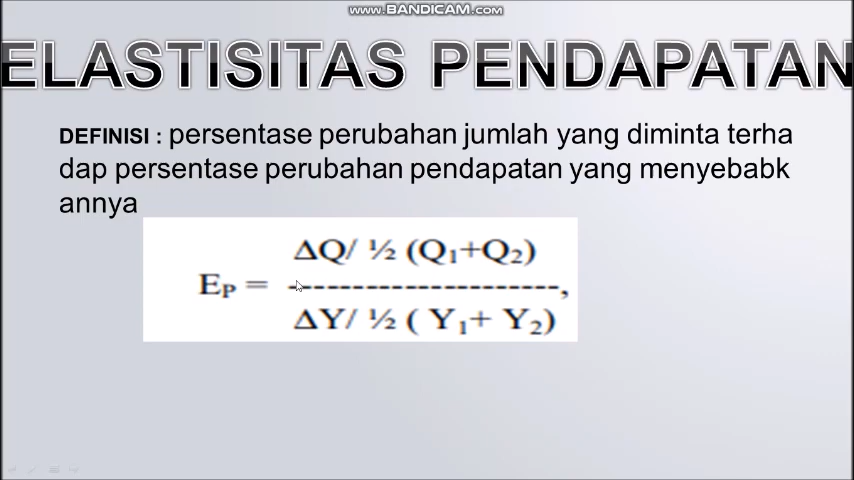 www.BANDICAM.com
ELASTISITAS PENDAPATAN
DEFINISI : persentase perubahan jumlah yang diminta terha
dap persentase perubahan pendapatan yang menyebabk
annya
ΔQ/ ½ (Q₁+Q₂)
E_P = ---------------------,
ΔY/ ½ ( Y₁+ Y₂)